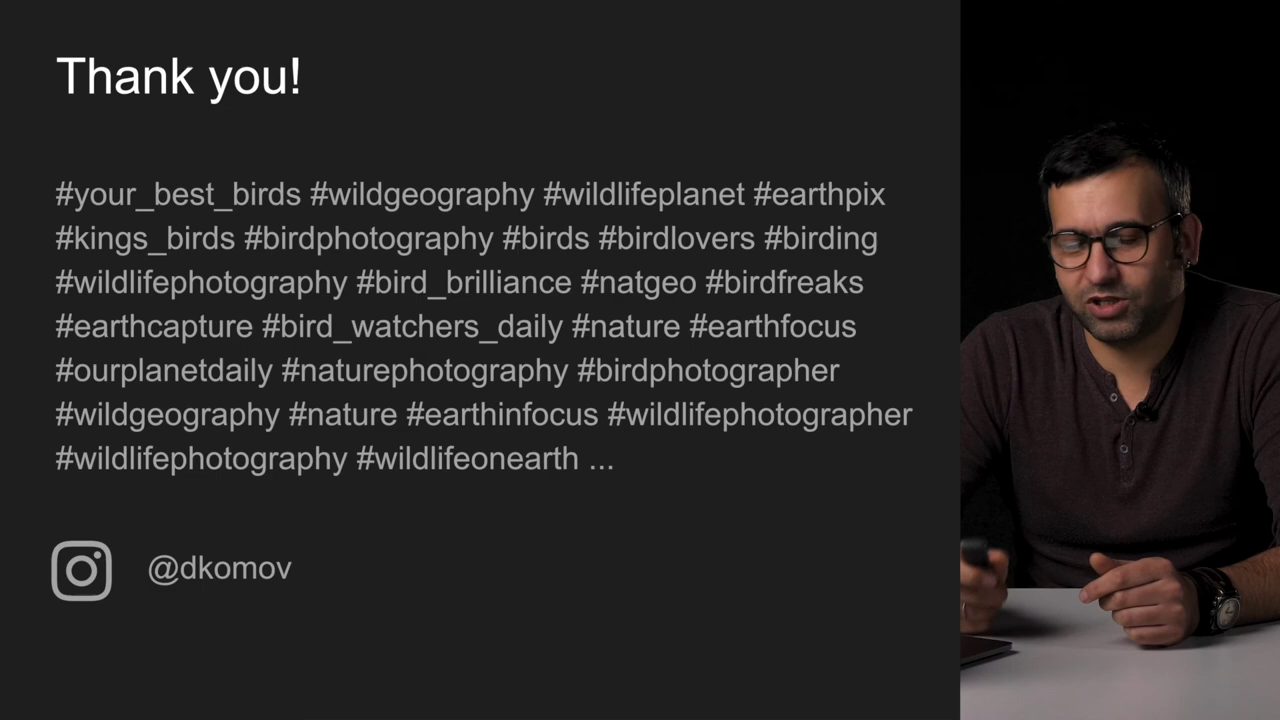 Thank you!
#your_best_birds #wildgeography #wildlifeplanet #earthpix
#kings_birds #birdphotography #birds #birdlovers #birding
#wildlifephotography #bird_brilliance #natgeo #birdfreaks
#earthcapture #bird_watchers_daily #nature #earthfocus
#ourplanetdaily #naturephotography #birdphotographer
#wildgeography #nature #earthinfocus #wildlifephotographer
#wildlifephotography #wildlifeonearth ...
@dkomov